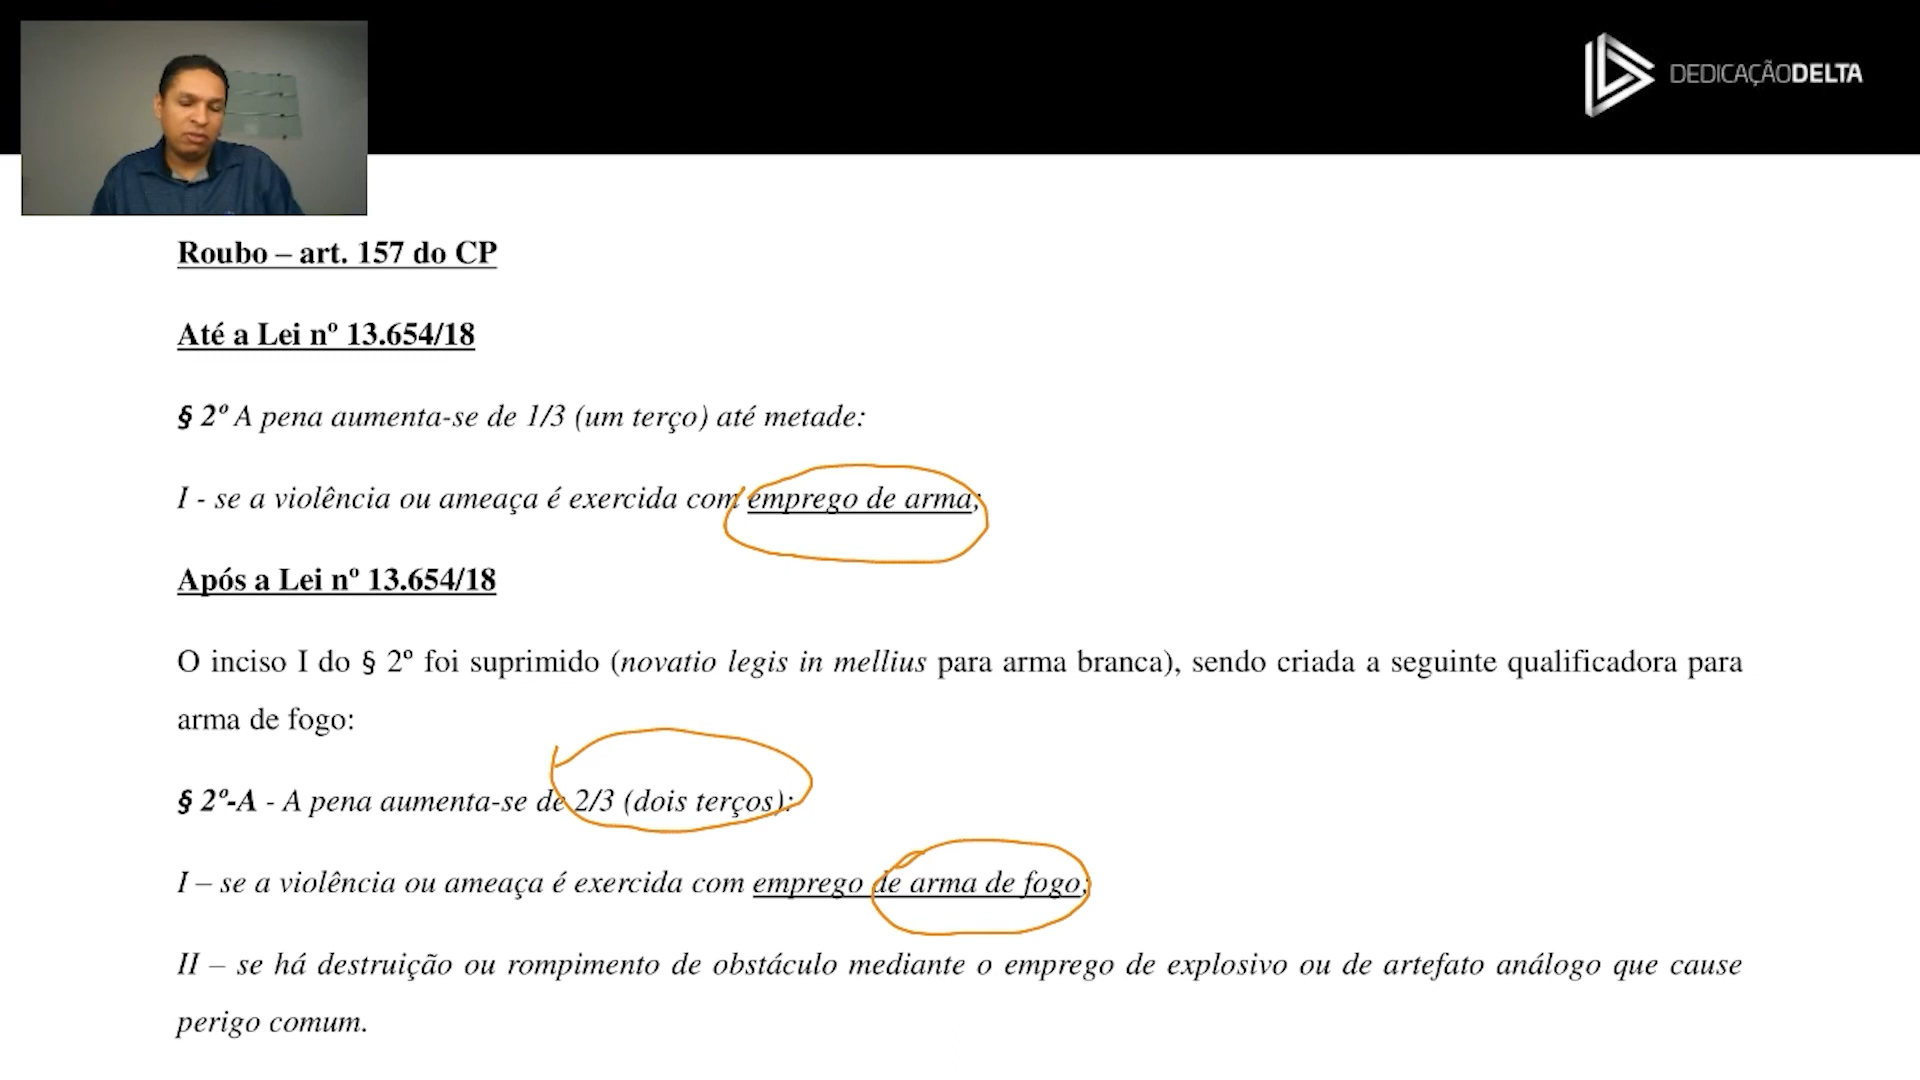 DEDICAÇÃODELTA
Roubo – art. 157 do CP
Até a Lei nº 13.654/18
§ 2º A pena aumenta-se de 1/3 (um terço) até metade:
I - se a violência ou ameaça é exercida com emprego de arma;
Após a Lei nº 13.654/18
O inciso I do § 2º foi suprimido (novatio legis in mellius para arma branca), sendo criada a seguinte qualificadora para
arma de fogo:
§ 2º-A - A pena aumenta-se de 2/3 (dois terços):
I – se a violência ou ameaça é exercida com emprego de arma de fogo;
II – se há destruição ou rompimento de obstáculo mediante o emprego de explosivo ou de artefato análogo que cause
perigo comum.